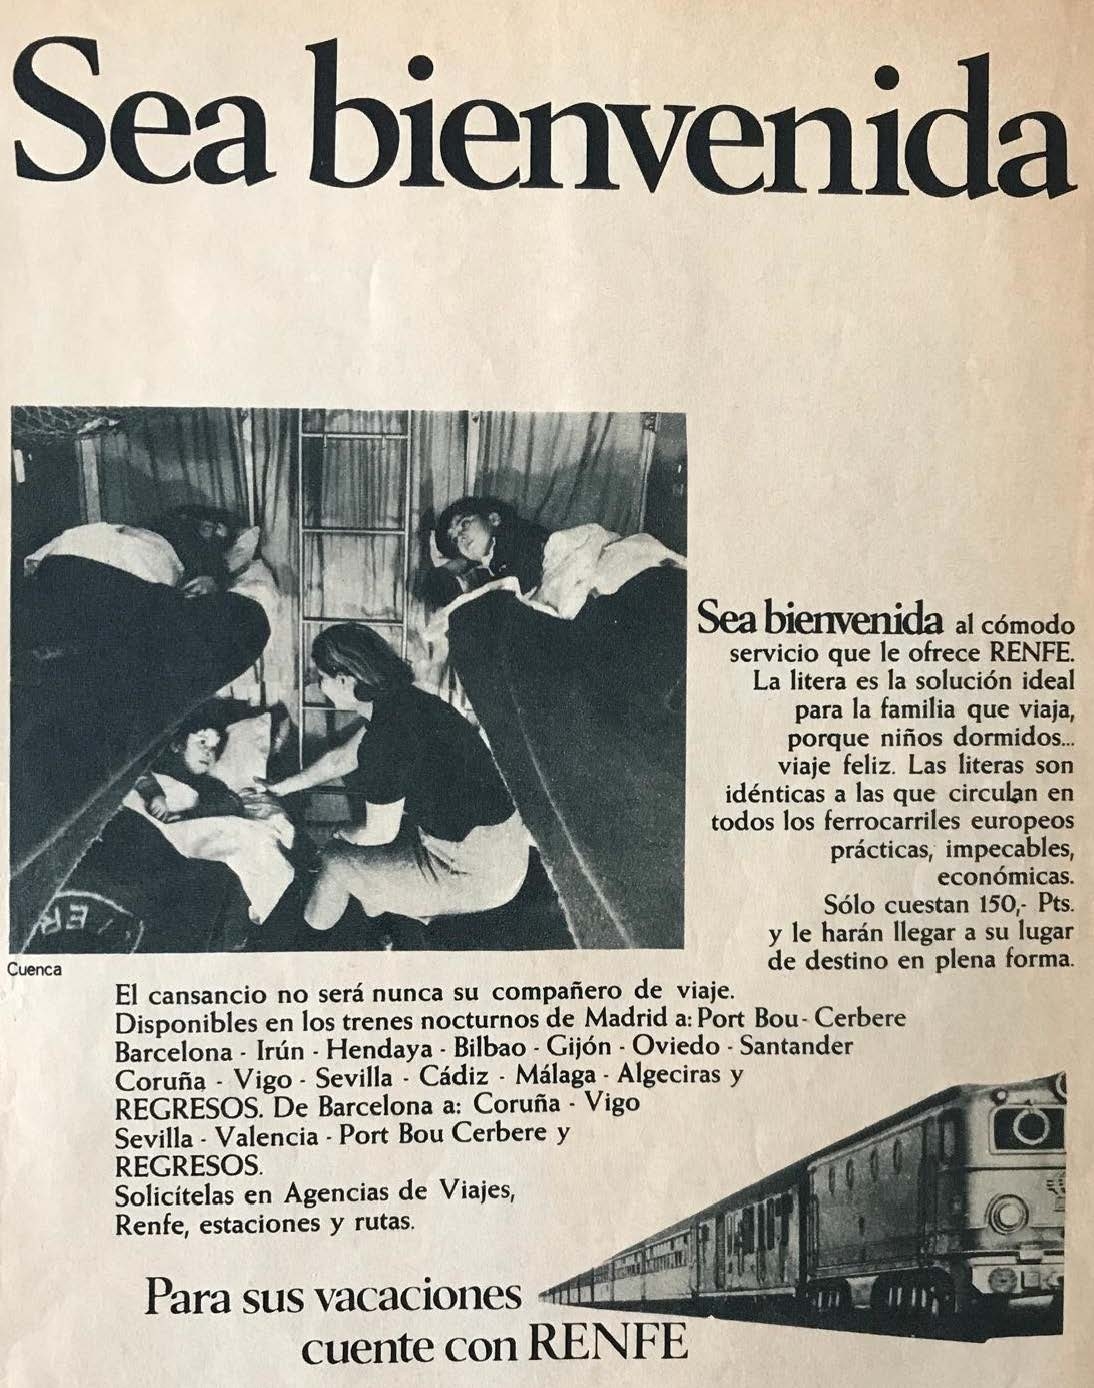 Sea bienvenida
Sea bienvenida al cómodo
servicio que le ofrece RENFE.
La litera es la solución ideal
para la familia que viaja,
porque niños dormidos...
viaje feliz. Las literas son
idénticas a las que circulan en
todos los ferrocarriles europeos
prácticas, impecables,
económicas.
Sólo cuestan 150,- Pts.
y le harán llegar a su lugar
de destino en plena forma.
Cuenca
El cansancio no será nunca su compañero de viaje.
Disponibles en los trenes nocturnos de Madrid a: Port Bou - Cerbere
Barcelona - Irún - Hendaya - Bilbao - Gijón - Oviedo - Santander
Coruña - Vigo - Sevilla - Cádiz - Málaga - Algeciras y
REGRESOS. De Barcelona a: Coruña - Vigo
Sevilla - Valencia - Port Bou Cerbere y
REGRESOS.
Solicítelas en Agencias de Viajes,
Renfe, estaciones y rutas.
Para sus vacaciones
cuente con RENFE